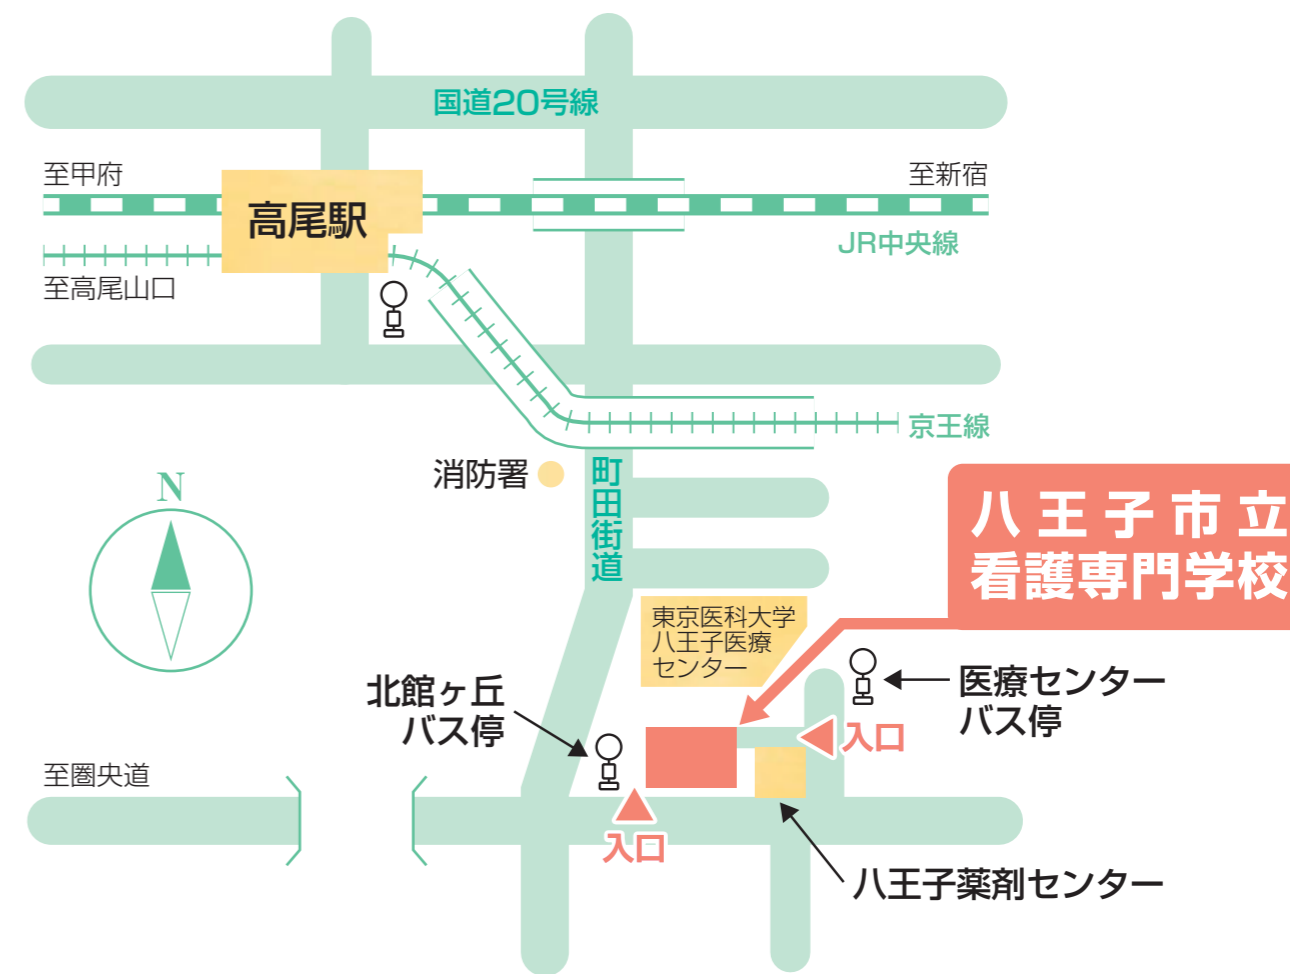 国道20号線
至甲府
至新宿
高尾駅
JR中央線
至高尾山口
京王線
消防署
町田街道
N
八王子市立
看護専門学校
東京医科大学
八王子医療
センター
北館ヶ丘
バス停
医療センター
バス停
入口
至圏央道
入口
八王子薬剤センター